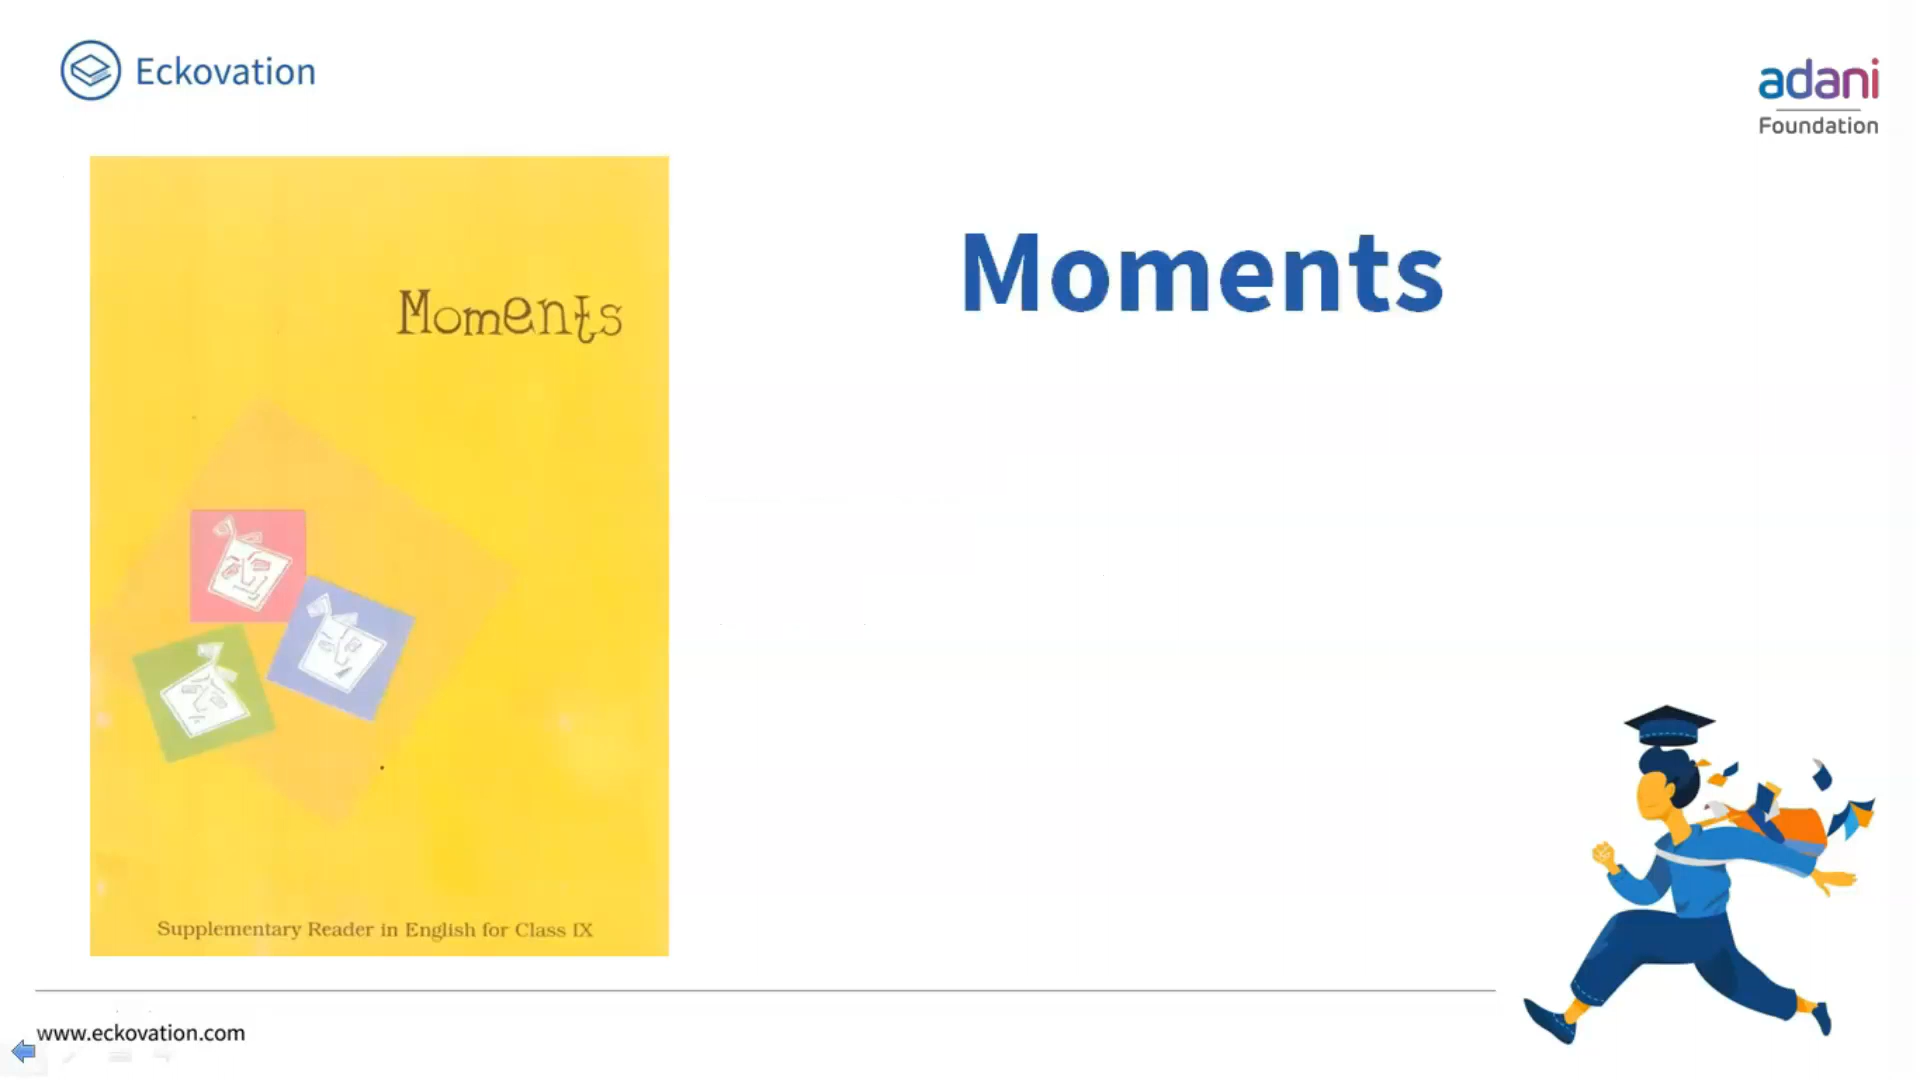 Eckovation
adani
Foundation
Moments
Moments
Supplementary Reader in English for Class IX
www.eckovation.com